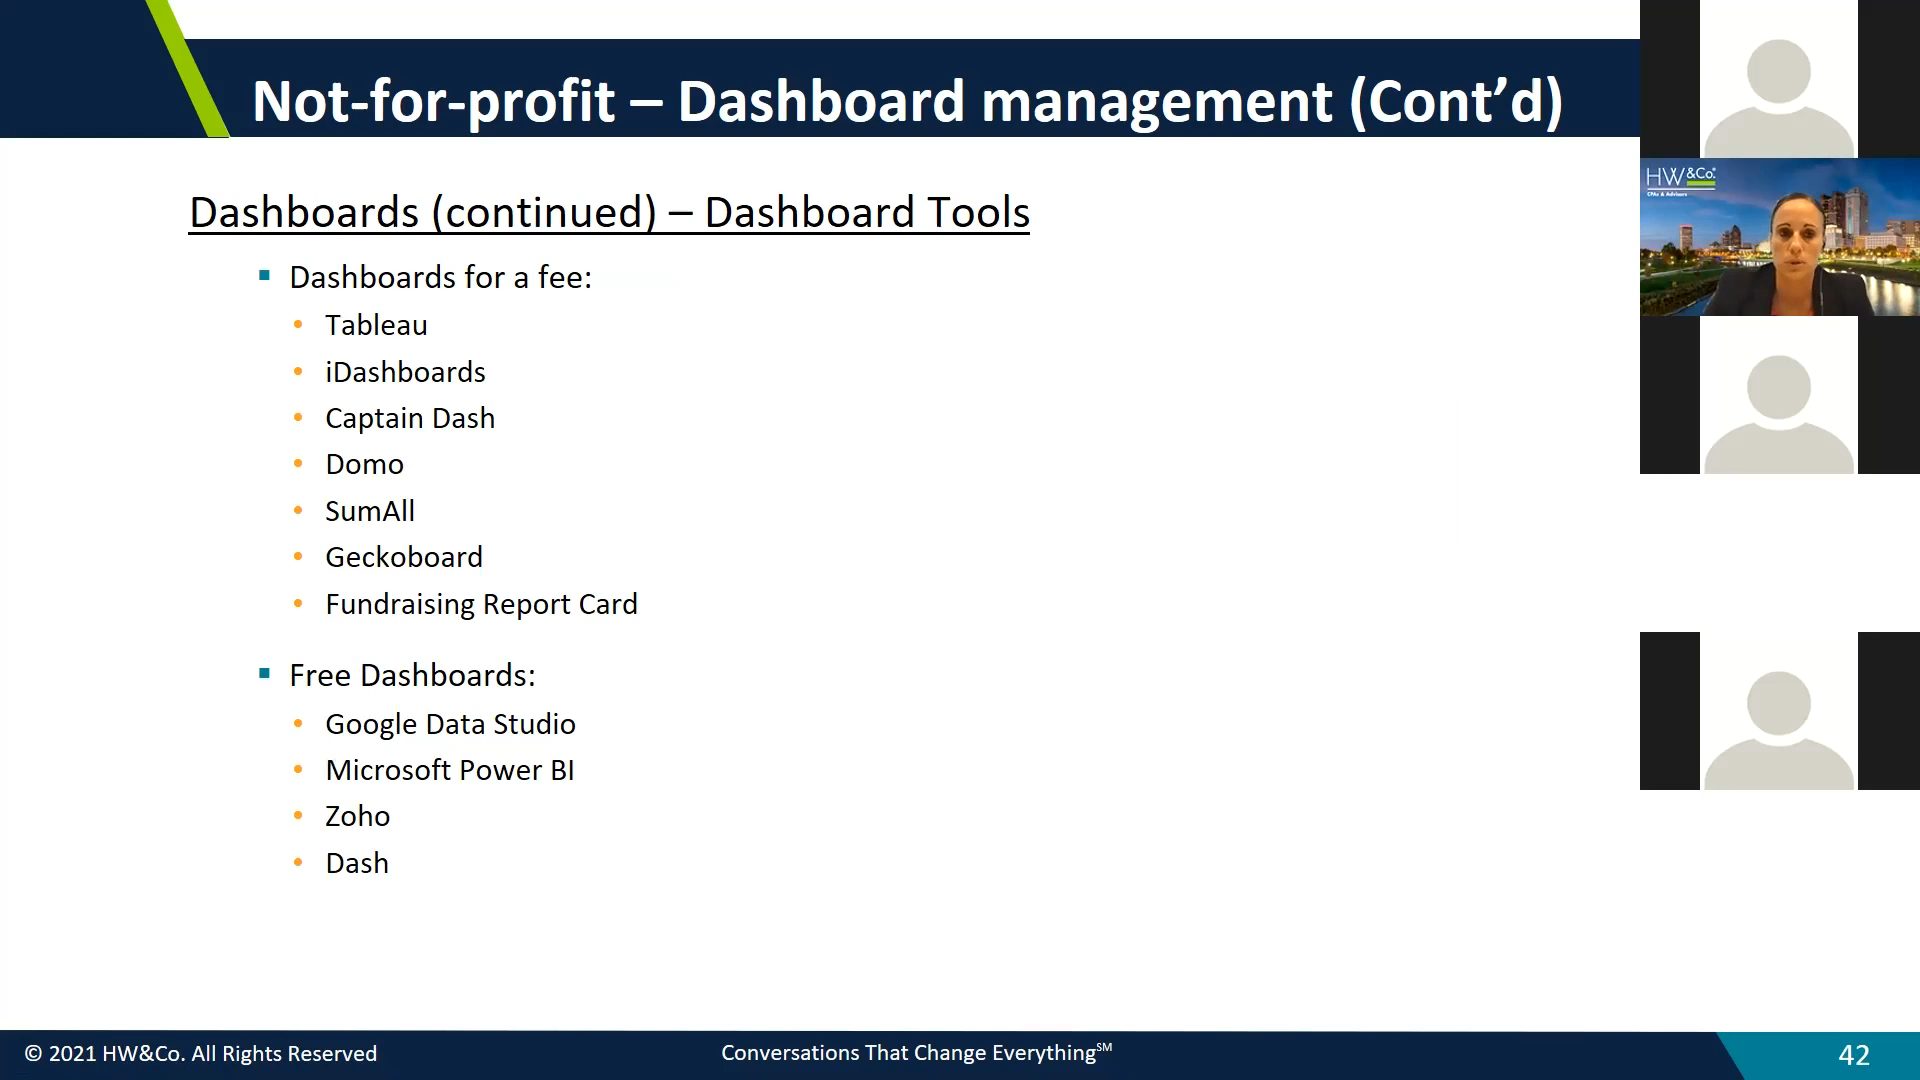 Not-for-profit – Dashboard management (Cont’d)
HW&Co.
CPAs & Advisors
Dashboards (continued) – Dashboard Tools
Dashboards for a fee:
Tableau
iDashboards
Captain Dash
Domo
SumAll
Geckoboard
Fundraising Report Card
Free Dashboards:
Google Data Studio
Microsoft Power BI
Zoho
Dash
© 2021 HW&Co. All Rights Reserved
Conversations That Change Everything℠
42